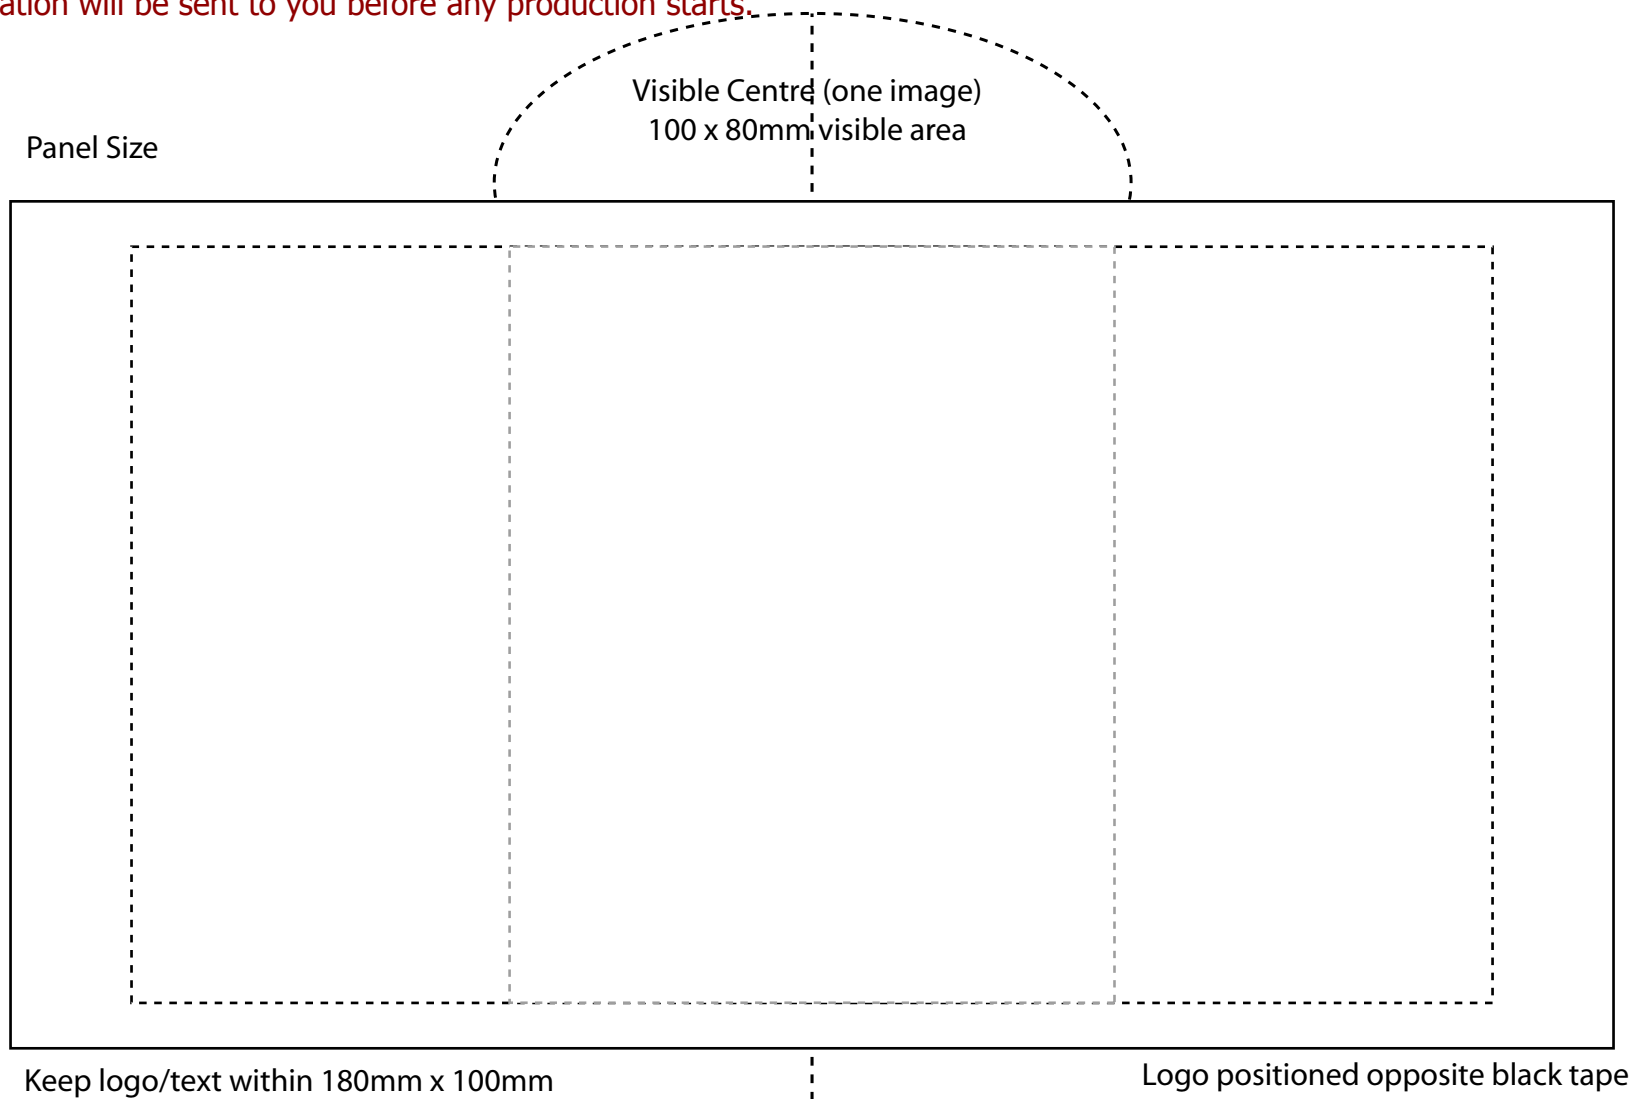 ation will be sent to you before any production starts.
Visible Centre (one image)
100 x 80mm visible area
Panel Size
Keep logo/text within 180mm x 100mm
Logo positioned opposite black tape